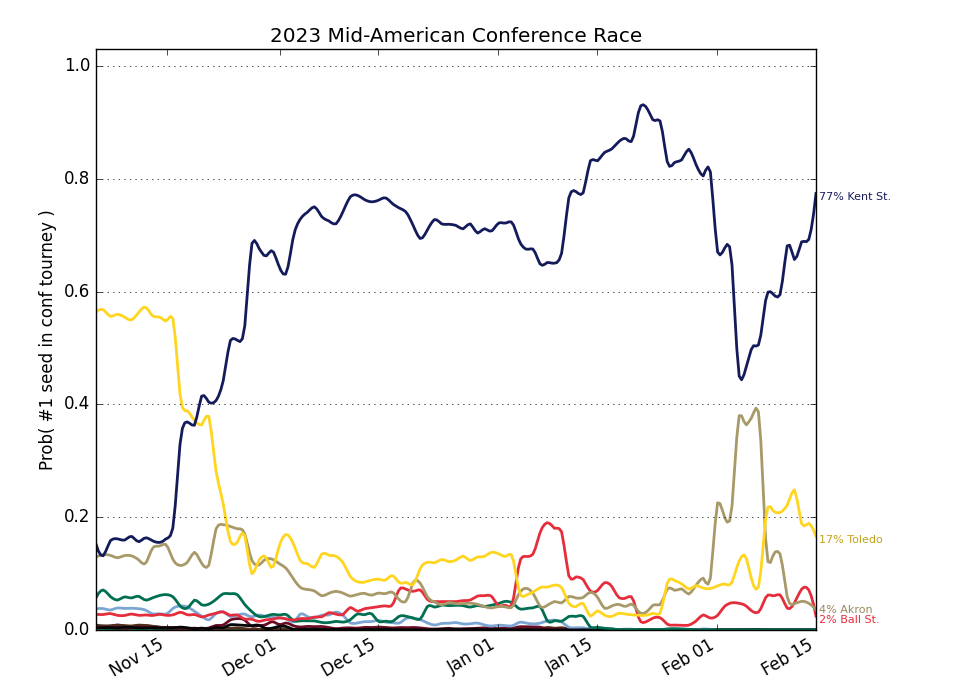 2023 Mid-American Conference Race
Prob( #1 seed in conf tourney )
1.0
0.8
0.6
0.4
0.2
0.0
77% Kent St.
17% Toledo
4% Akron
2% Ball St.
Nov 15
Dec 01
Dec 15
Jan 01
Jan 15
Feb 01
Feb 15